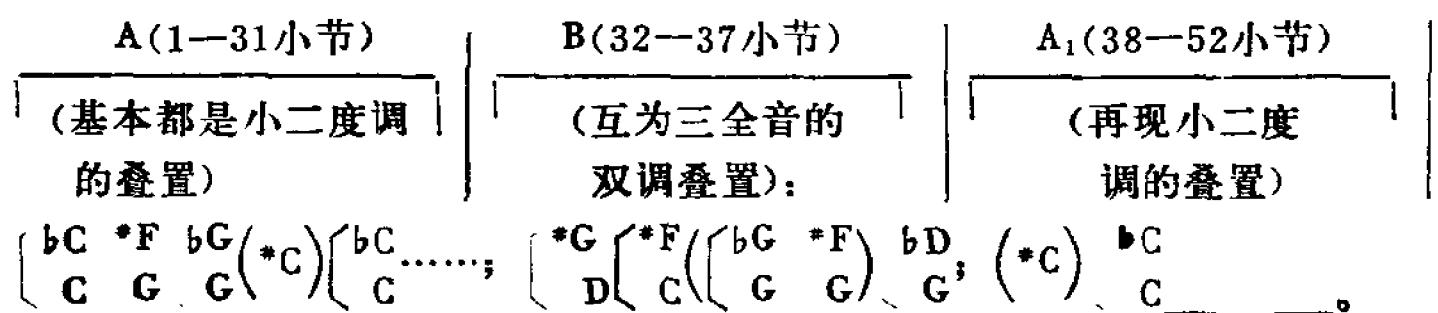 A(1—31小节) B(32—37小节) A₁(38—52小节)
(基本都是小二度调 (互为三全音的 (再现小二度
的叠置) 双调叠置): 调的叠置)
♭C #F ♭G(#C) ♭C……; #G #F(♭G #F) ♭D; (#C) ♭C
C G G C D C G G G C。